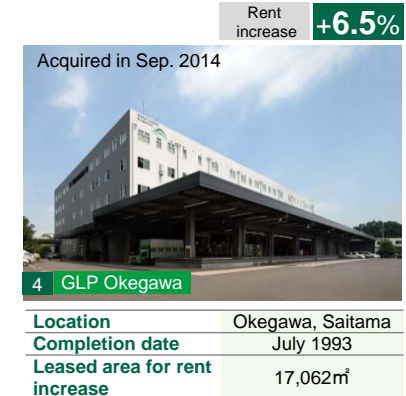 Rent
increase
+6.5%
Acquired in Sep. 2014
4 GLP Okegawa
Location Okegawa, Saitama
Completion date July 1993
Leased area for rent
increase
17,062㎡